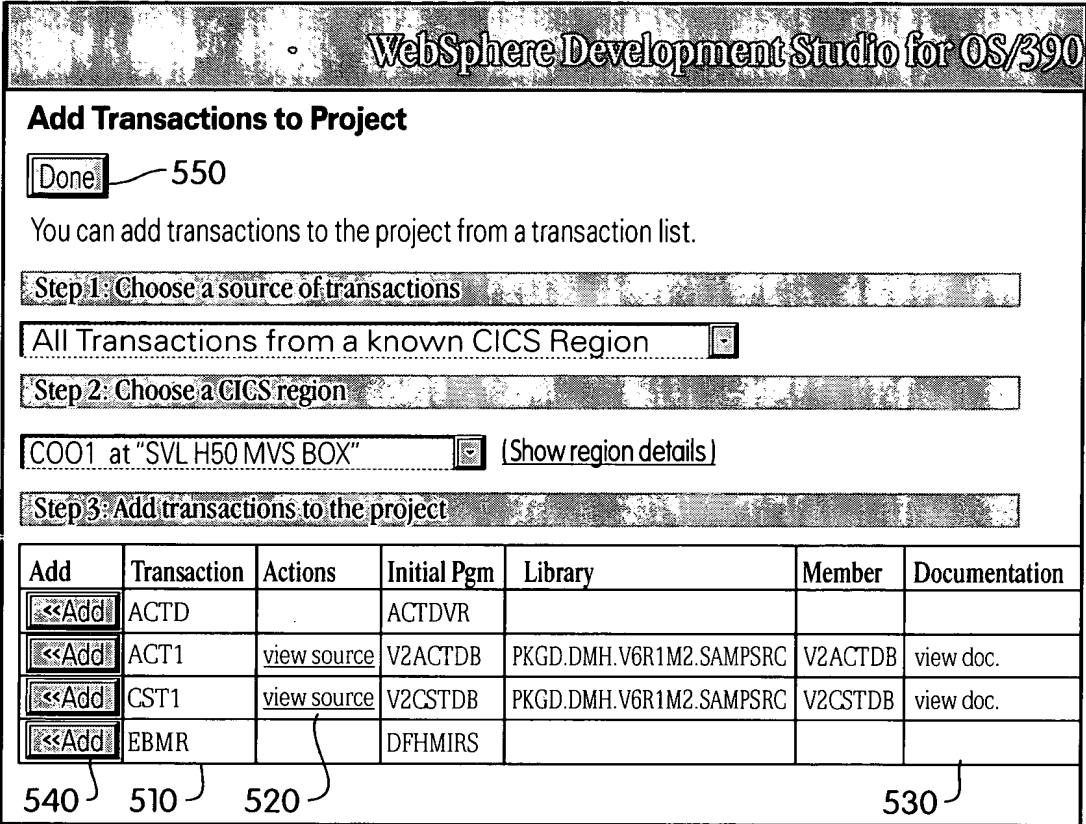 WebSphere Development Studio for OS/390
Add Transactions to Project
Done 550
You can add transactions to the project from a transaction list.
Step 1: Choose a source of transactions
All Transactions from a known CICS Region
Step 2: Choose a CICS region
COO1 at "SVL H50 MVS BOX" (Show region details)
Step 3: Add transactions to the project
Add Transaction Actions Initial Pgm Library Member Documentation
<<Add ACTD ACTDVR
<<Add ACT1 view source V2ACTDB PKGD.DMH.V6R1M2.SAMPSRC V2ACTDB view doc.
<<Add CST1 view source V2CSTDB PKGD.DMH.V6R1M2.SAMPSRC V2CSTDB view doc.
<<Add EBMR DFHMIRS
540 510 520 530